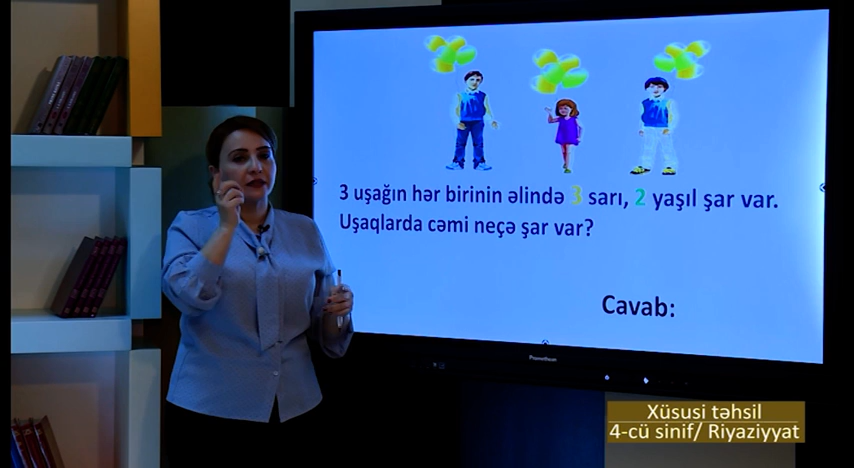 3 uşağın hər birinin əlində 3 sarı, 2 yaşıl şar var.
Uşaqlarda cəmi neçə şar var?
Cavab:
Promethean
Xüsusi təhsil
4-cü sinif/ Riyaziyyat